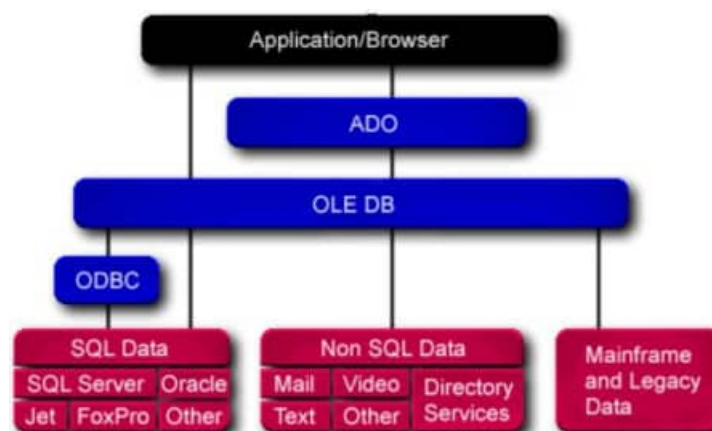 Application/Browser
ADO
OLE DB
ODBC
SQL Data
SQL Server
Oracle
Jet
FoxPro
Other
Non SQL Data
Mail
Video
Directory
Services
Text
Other
Mainframe
and Legacy
Data